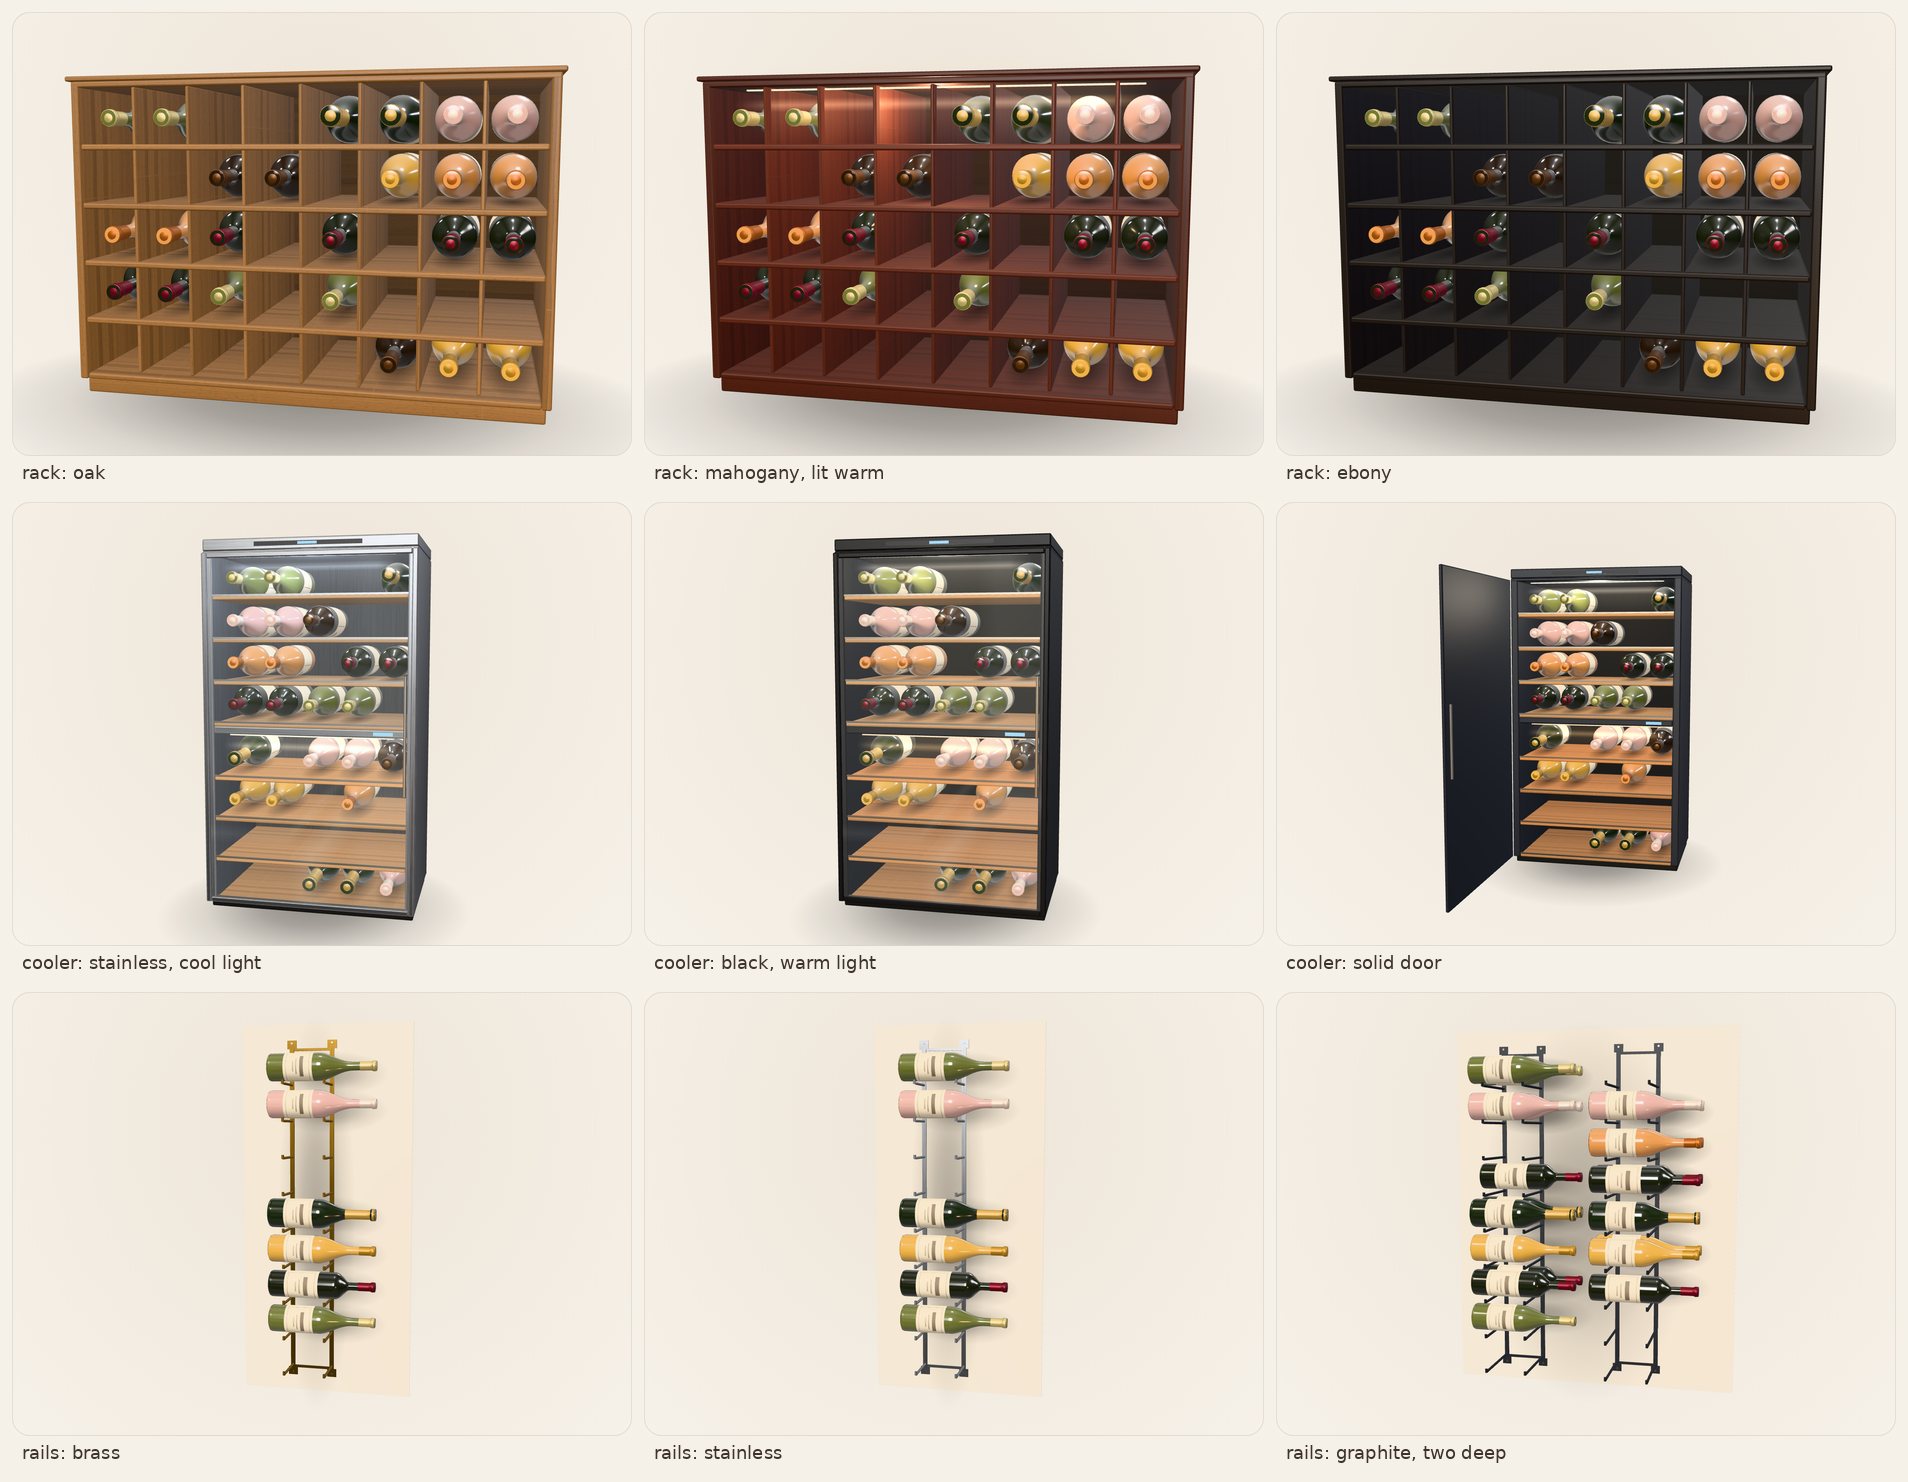 rack: oak
rack: mahogany, lit warm
rack: ebony
cooler: stainless, cool light
cooler: black, warm light
cooler: solid door
rails: brass
rails: stainless
rails: graphite, two deep